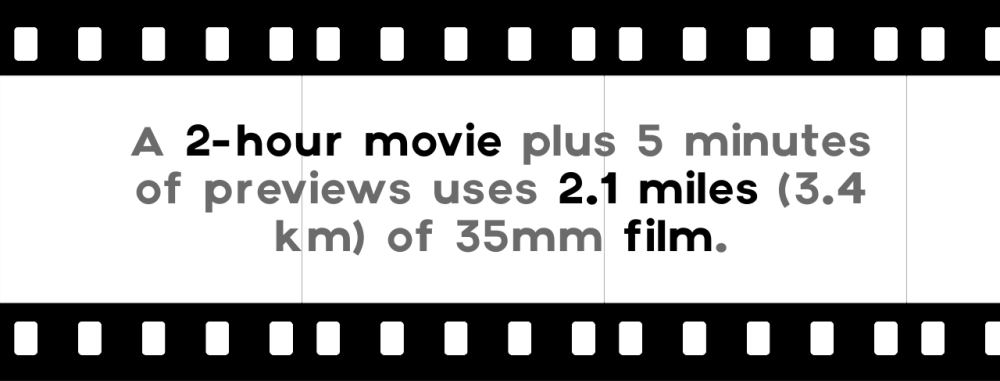 A 2-hour movie plus 5 minutes
of previews uses 2.1 miles (3.4
km) of 35mm film.